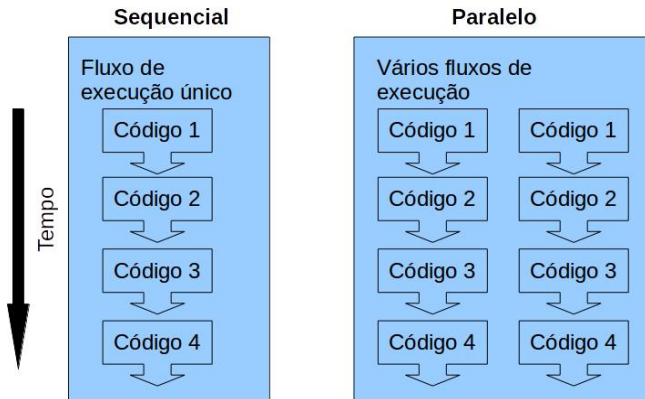 Sequencial
Paralelo
Tempo
Fluxo de
execução único
Código 1
Código 2
Código 3
Código 4
Vários fluxos de
execução
Código 1
Código 2
Código 3
Código 4
Código 1
Código 2
Código 3
Código 4